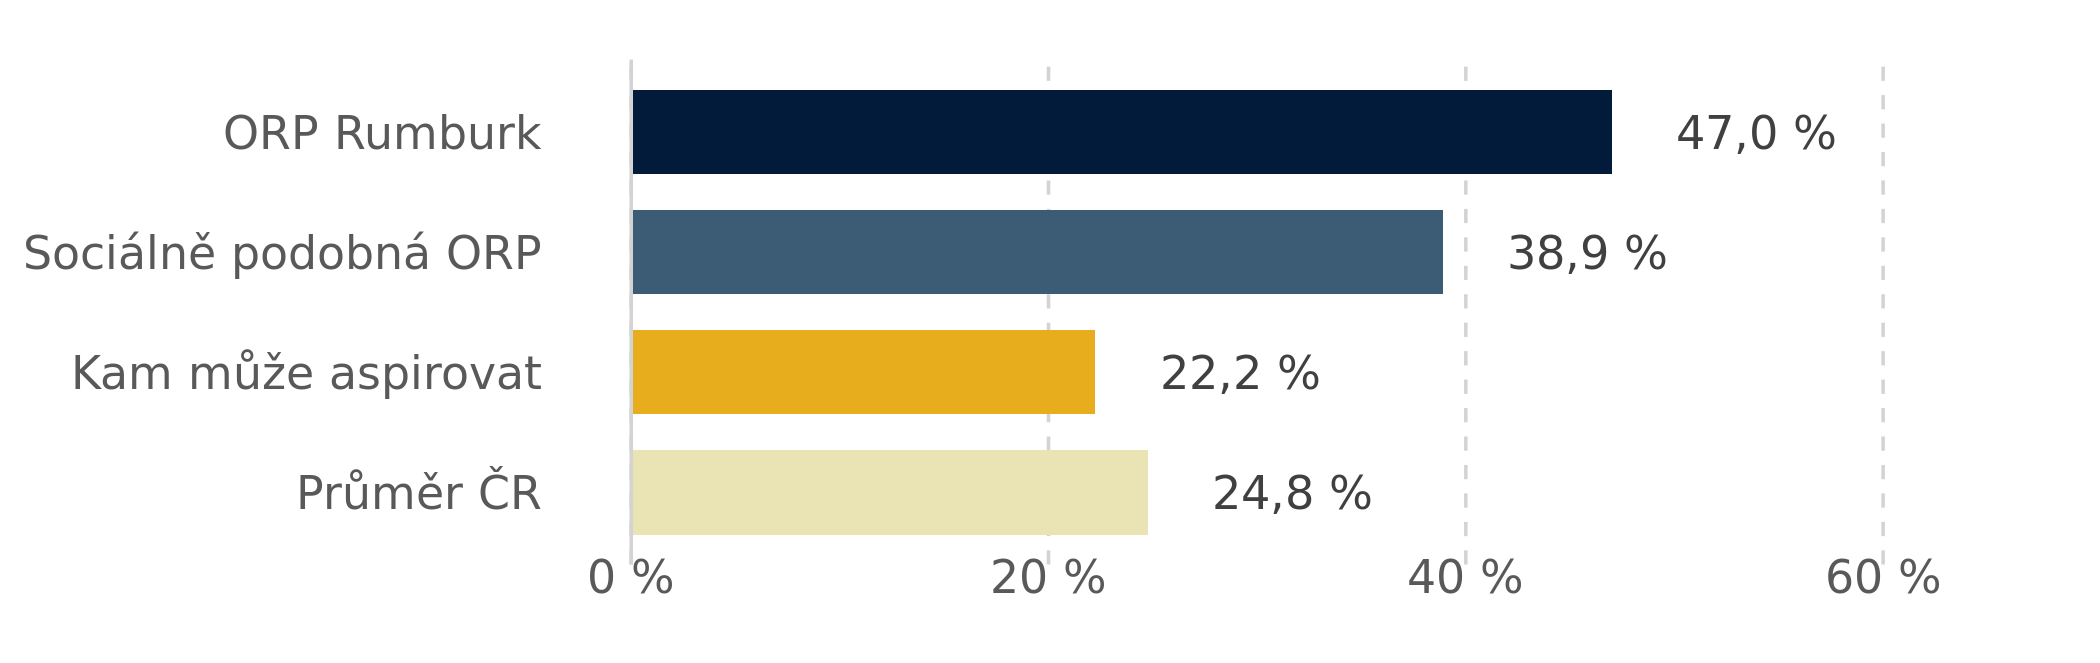 ORP Rumburk 47,0 %
Sociálně podobná ORP 38,9 %
Kam může aspirovat 22,2 %
Průměr ČR 24,8 %
0 % 20 % 40 % 60 %